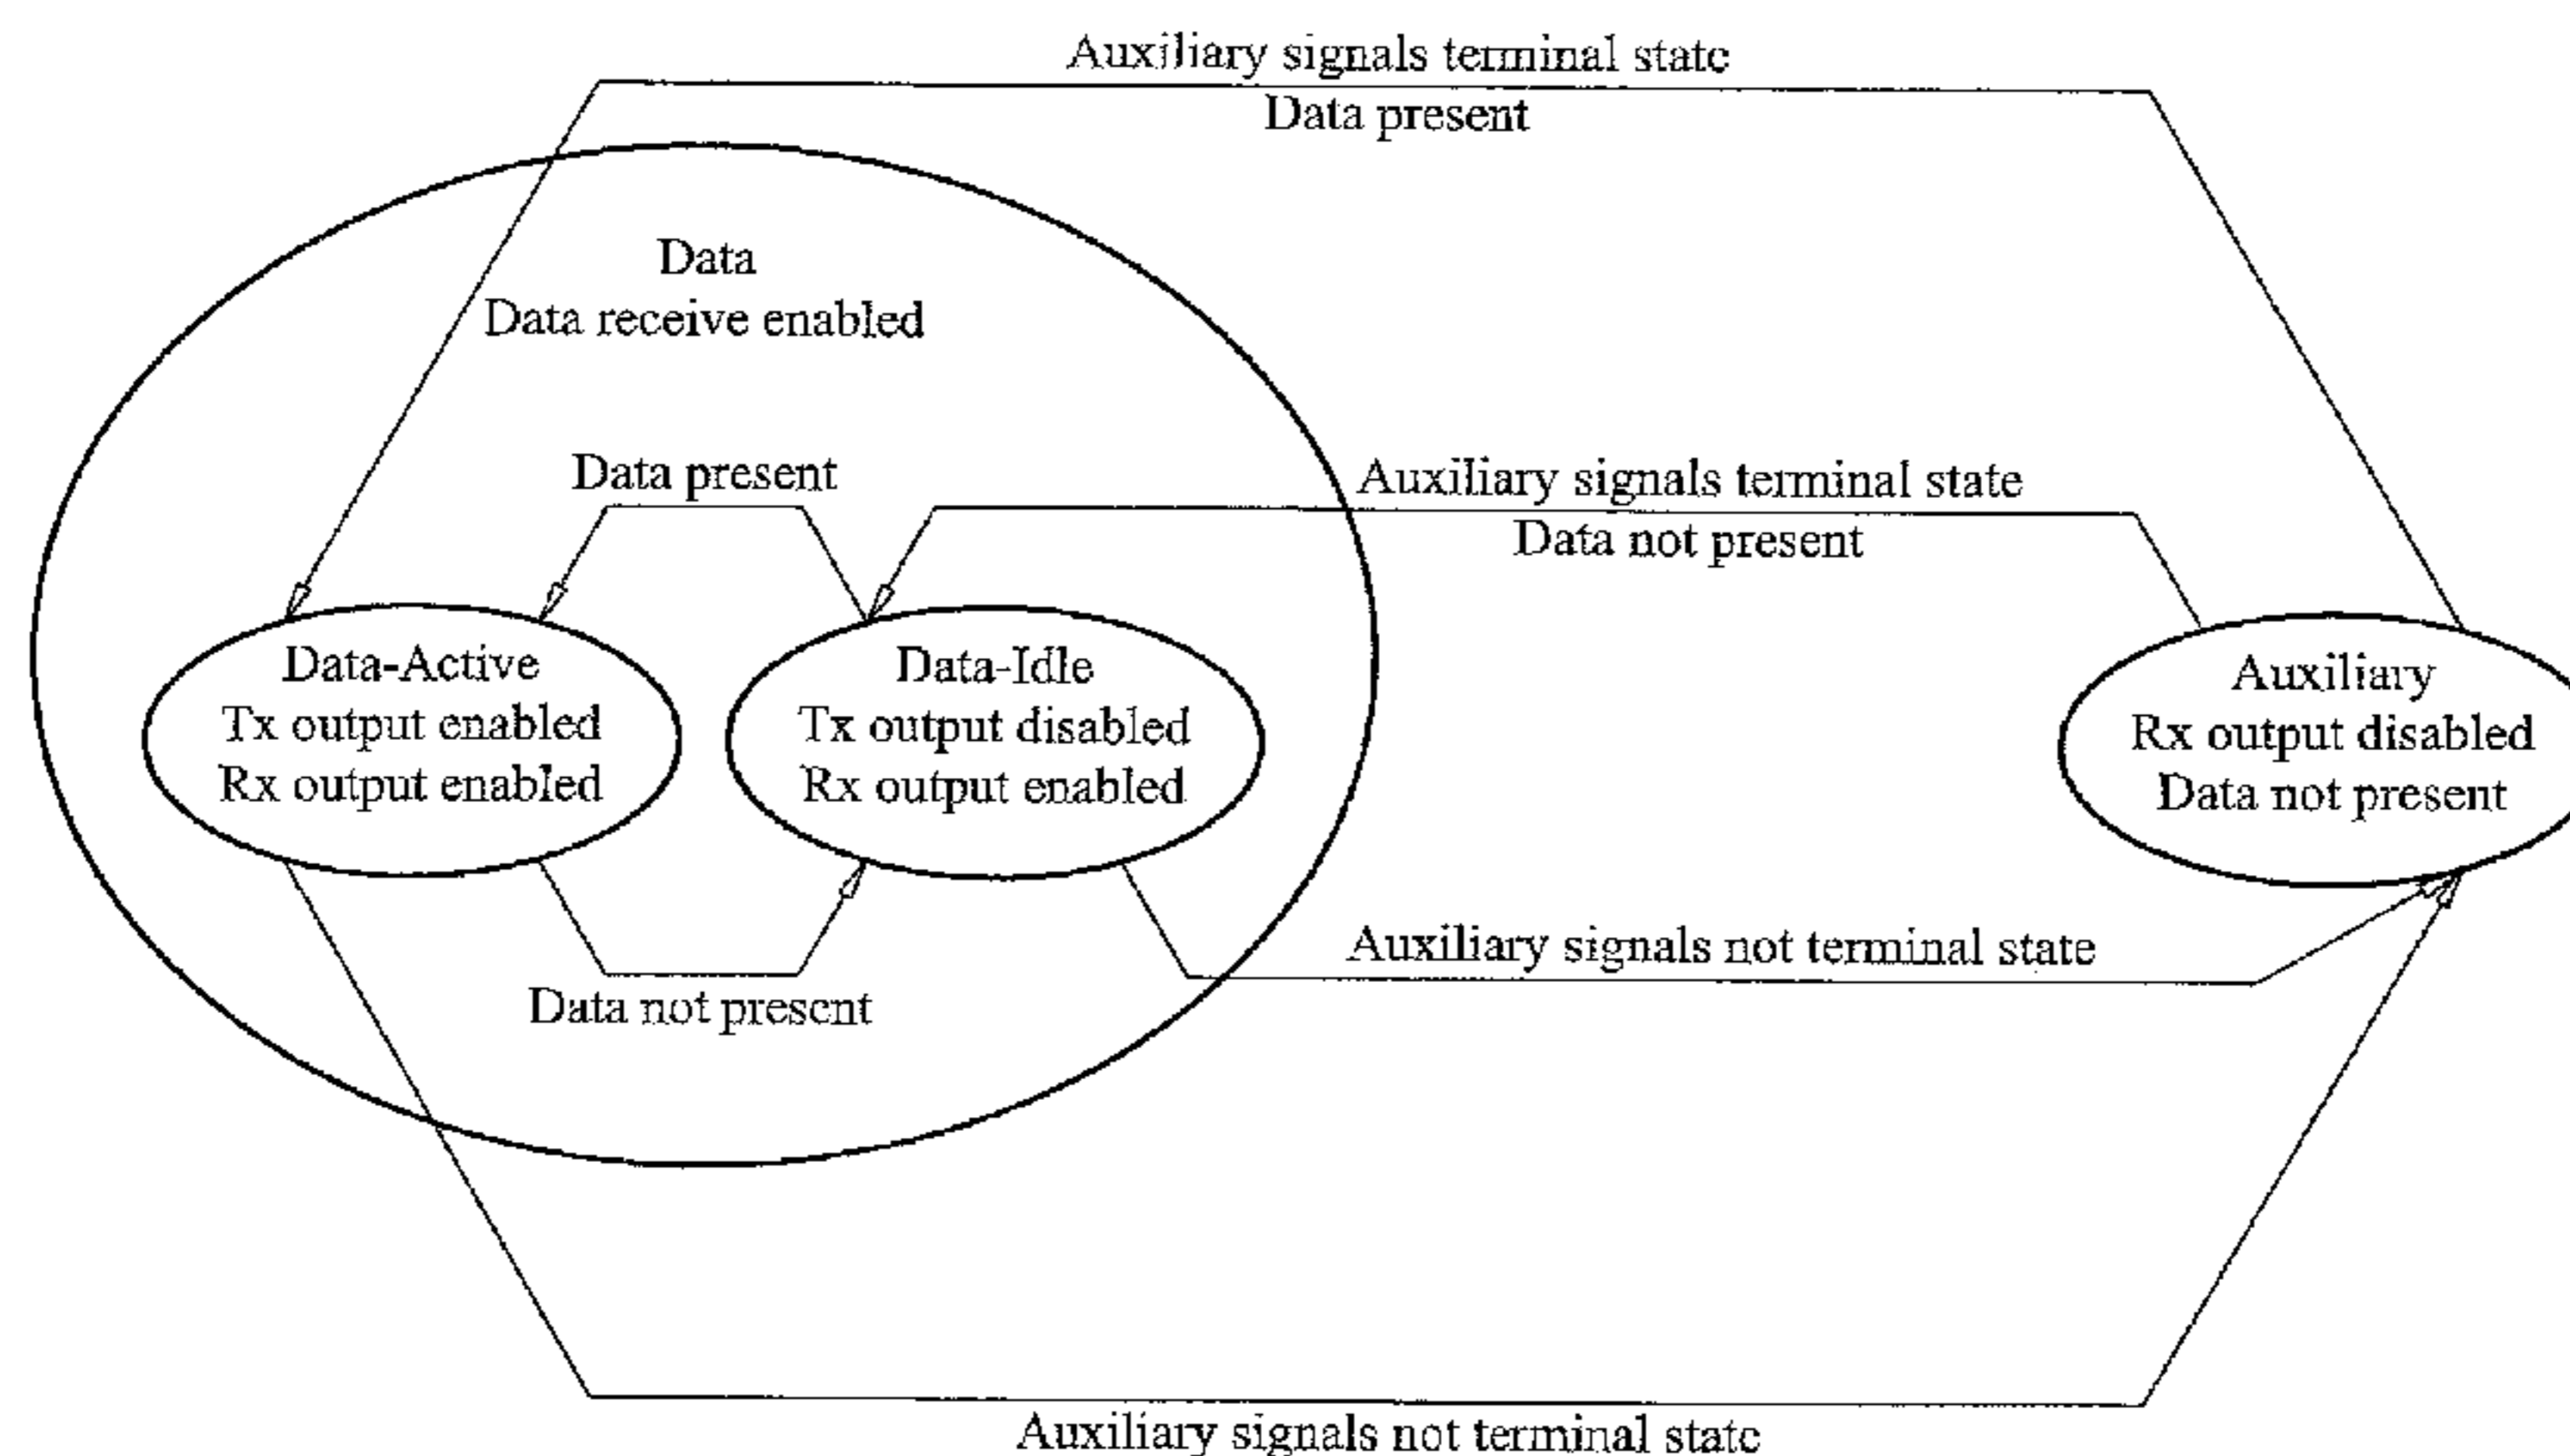 Auxiliary signals terminal state
Data present
Data
Data receive enabled
Data present
Auxiliary signals terminal state
Data not present
Data-Active
Tx output enabled
Rx output enabled
Data-Idle
Tx output disabled
Rx output enabled
Auxiliary
Rx output disabled
Data not present
Auxiliary signals not terminal state
Data not present
Auxiliary signals not terminal state